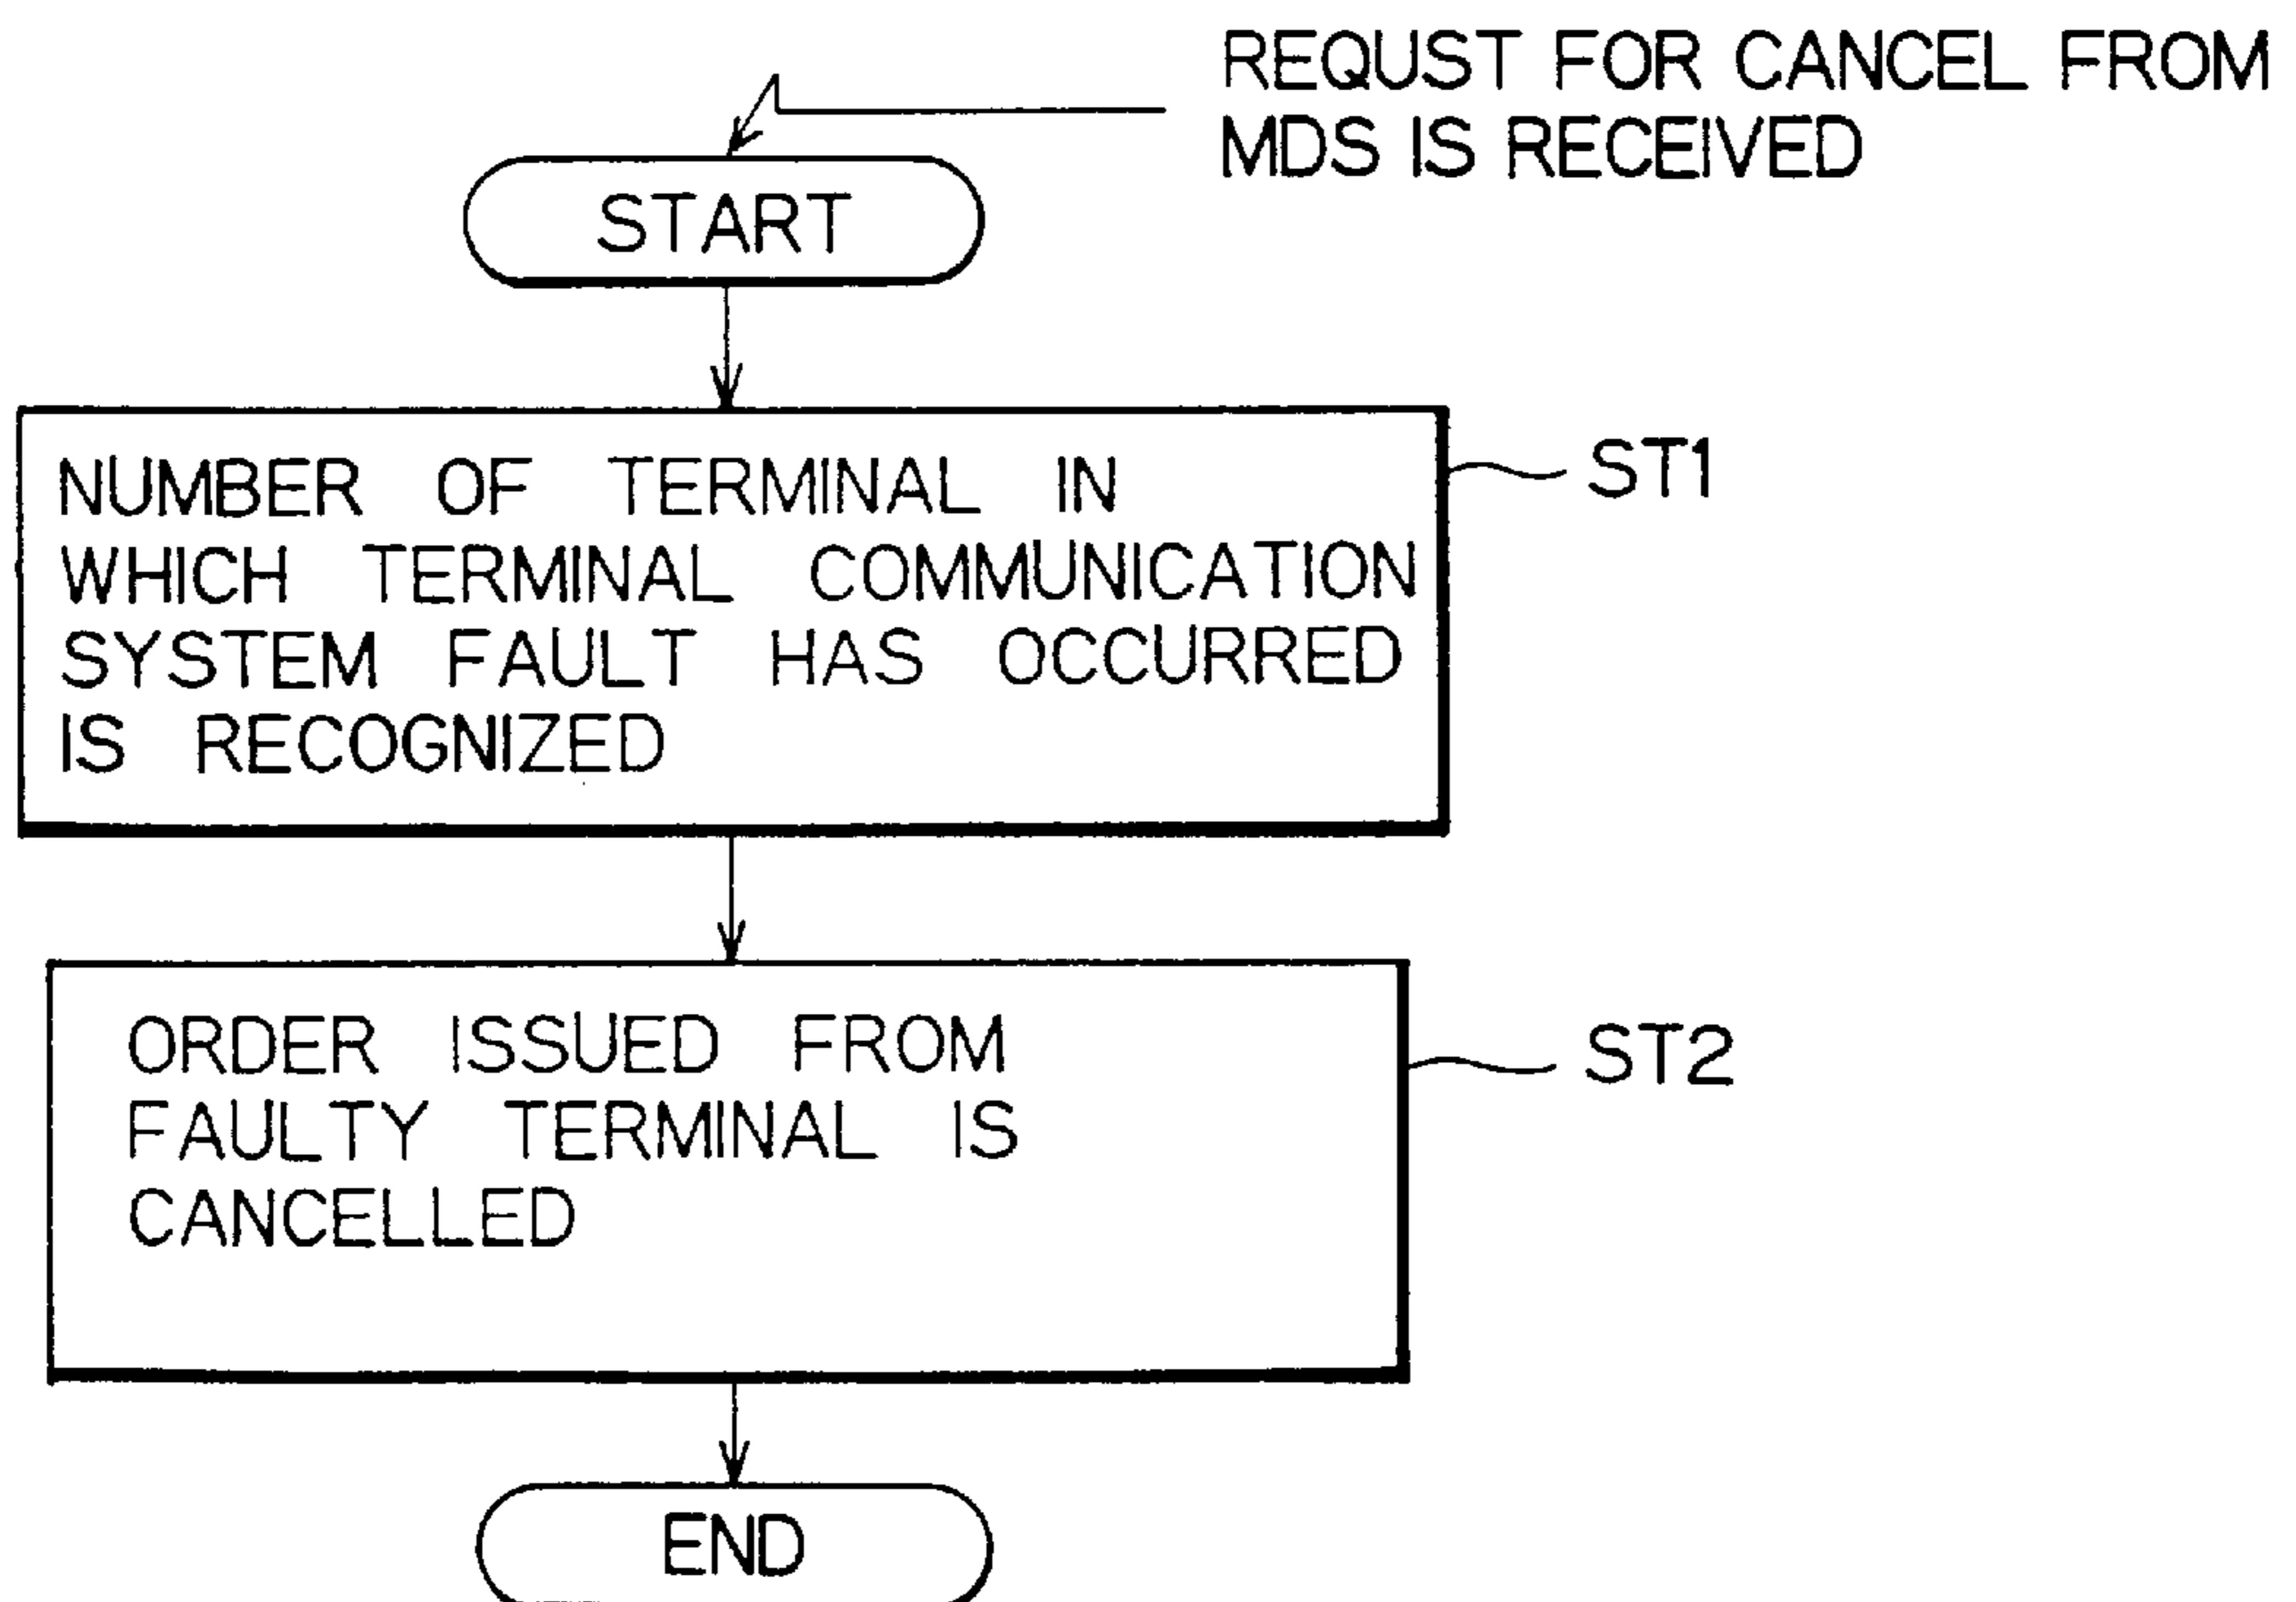 REQUST FOR CANCEL FROM
MDS IS RECEIVED
START
NUMBER OF TERMINAL IN
WHICH TERMINAL COMMUNICATION
SYSTEM FAULT HAS OCCURRED
IS RECOGNIZED
ST1
ORDER ISSUED FROM
FAULTY TERMINAL IS
CANCELLED
ST2
END